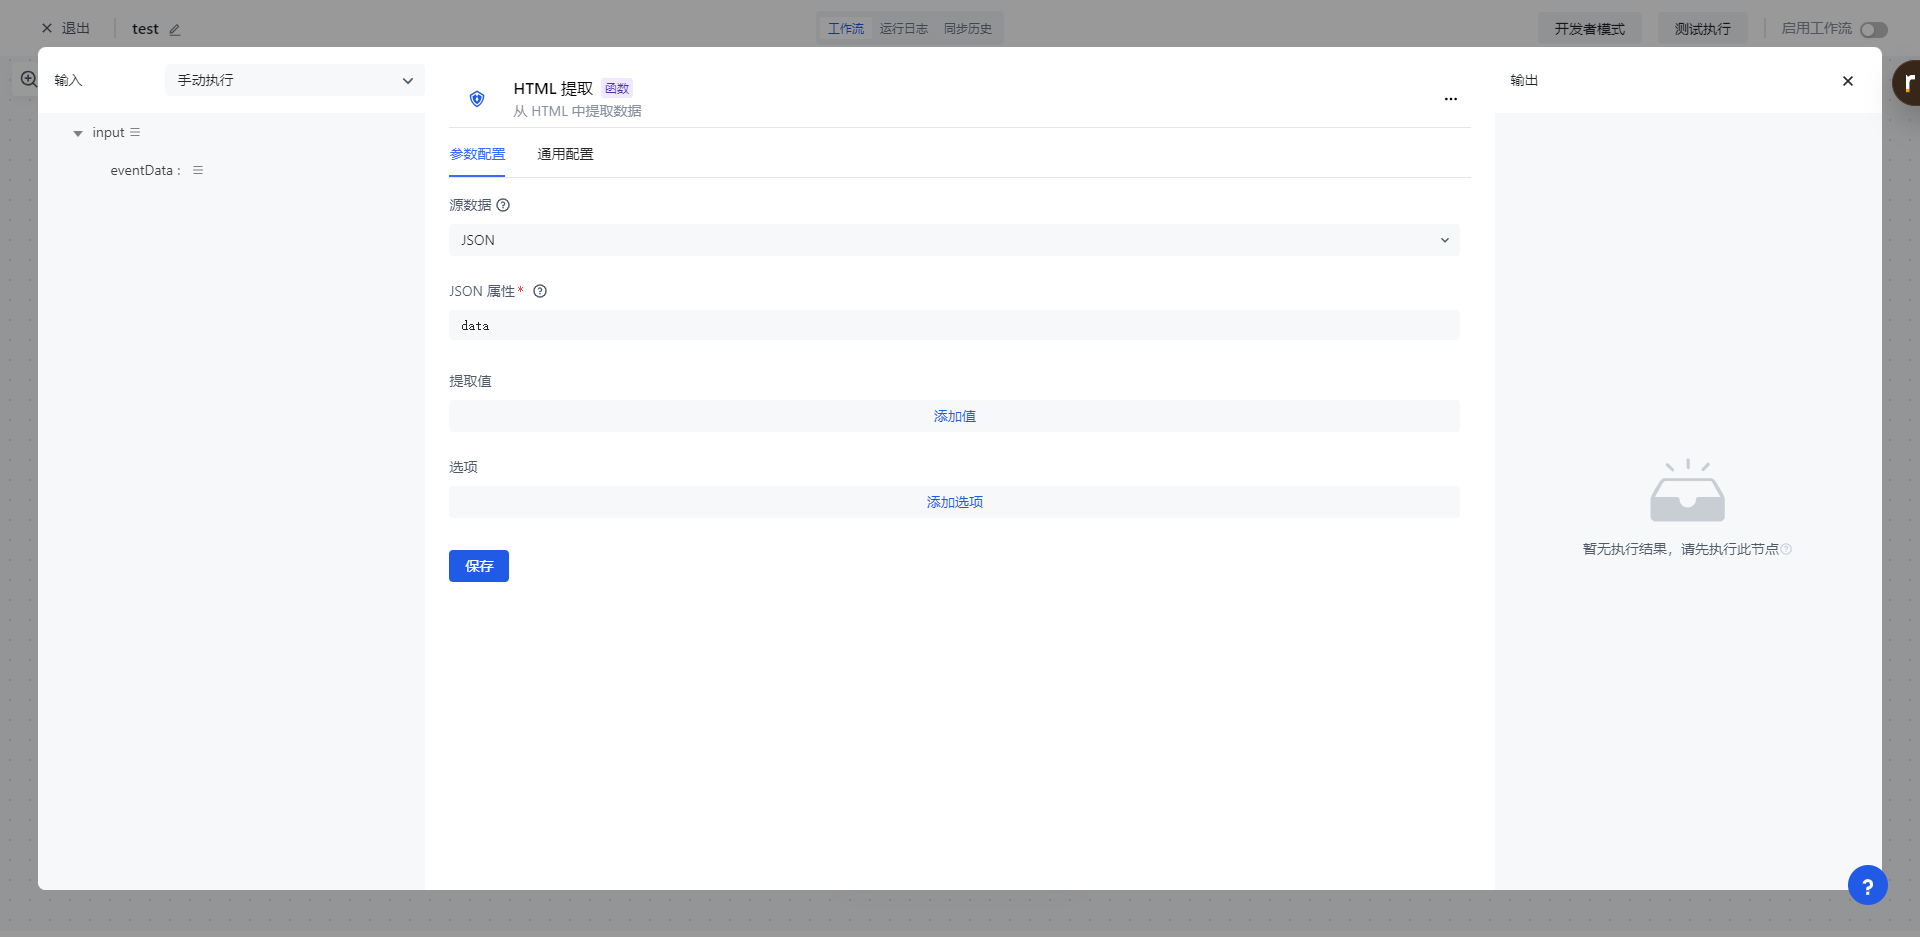 退出
test
工作流 运行日志 同步历史
开发者模式
测试执行
启用工作流
输入
手动执行
input
eventData :
HTML 提取 函数
从 HTML 中提取数据
参数配置 通用配置
源数据
JSON
JSON 属性*
data
提取值
添加值
选项
添加选项
保存
输出
暂无执行结果，请先执行此节点
r
?